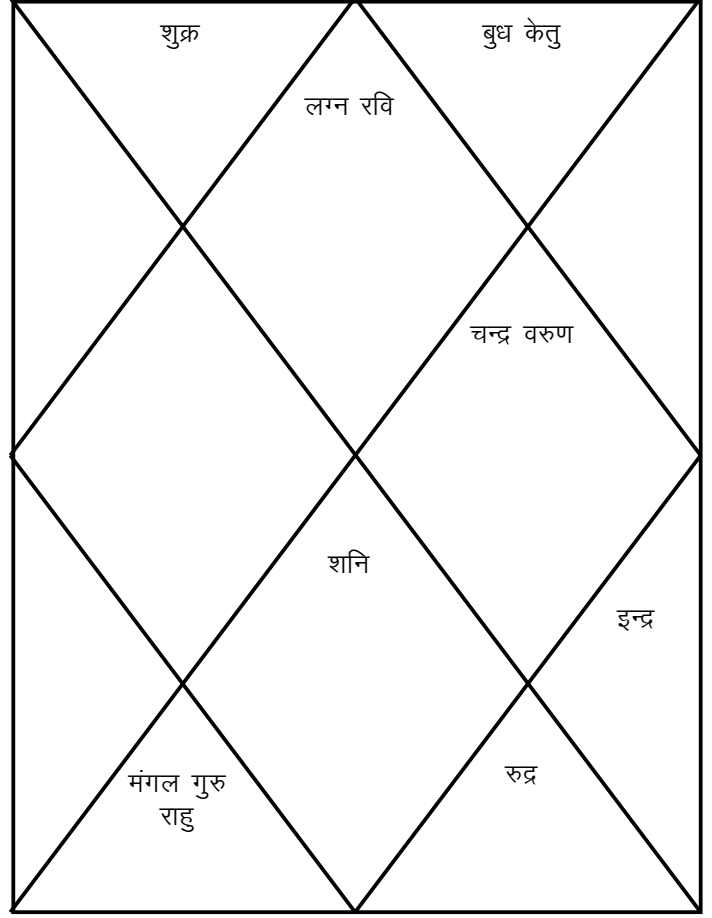 शुक्र
बुध केतु
लग्न रवि
चन्द्र वरुण
शनि
इन्द्र
रुद्र
मंगल गुरु
राहु